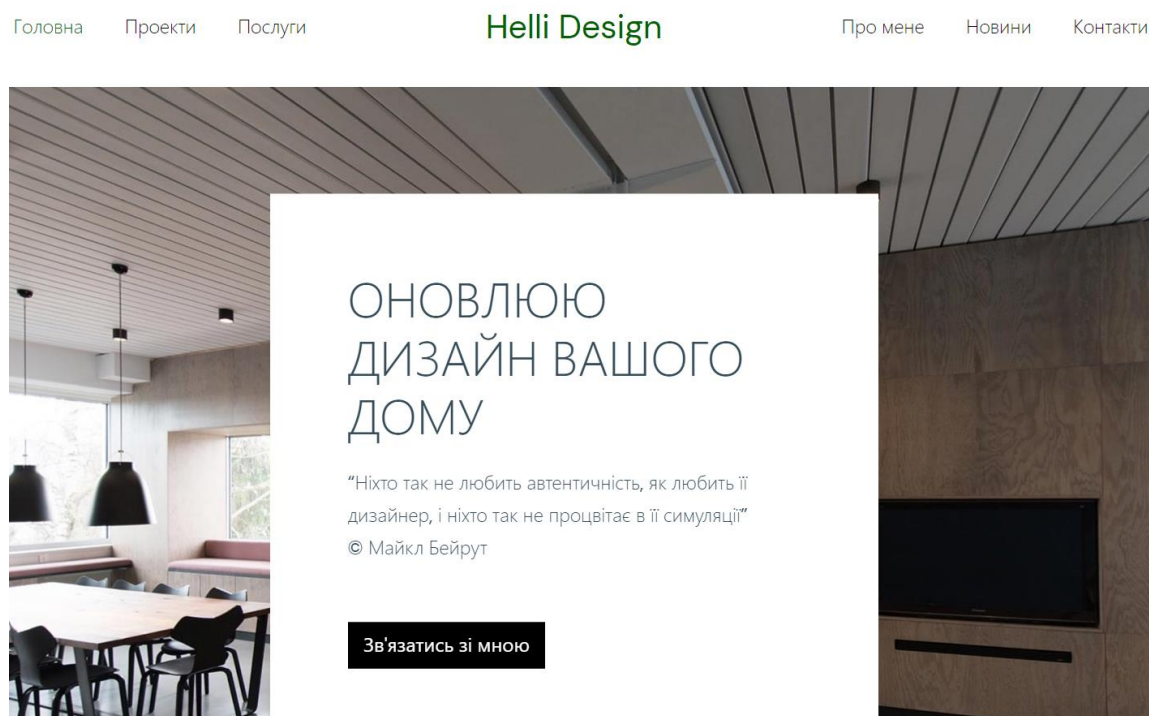 Головна Проекти Послуги Helli Design Про мене Новини Контакти
ОНОВЛЮЮ
ДИЗАЙН ВАШОГО
ДОМУ
“Ніхто так не любить автентичність, як любить її
дизайнер, і ніхто так не процвітає в її симуляції”
© Майкл Бейрут
Зв'язатись зі мною